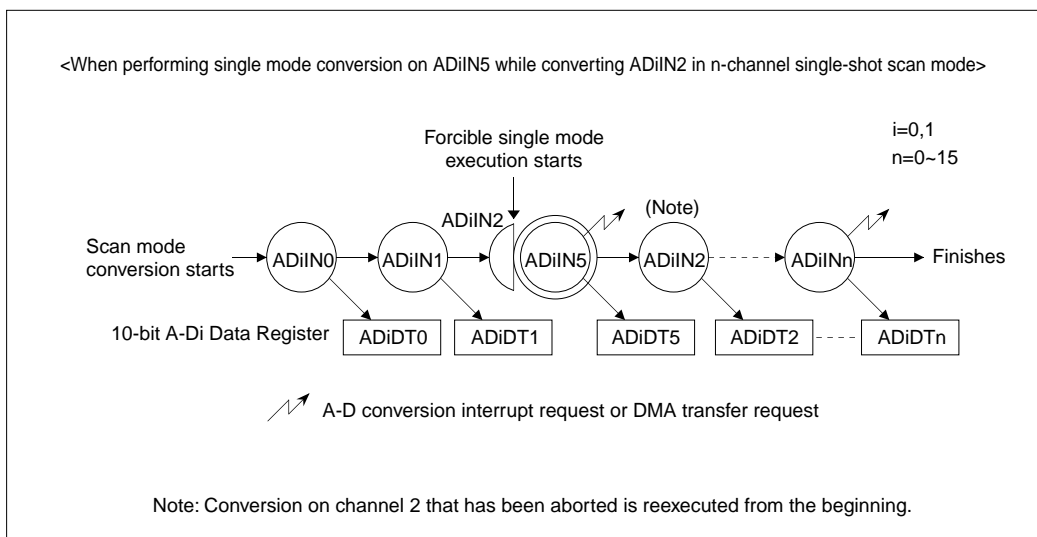 <When performing single mode conversion on ADiIN5 while converting ADiIN2 in n-channel single-shot scan mode>
Forcible single mode
execution starts
i=0,1
n=0~15
ADiIN2
(Note)
Scan mode
conversion starts
ADiIN0
ADiIN1
ADiIN5
ADiIN2
ADiINn
Finishes
10-bit A-Di Data Register
ADiDT0
ADiDT1
ADiDT5
ADiDT2
ADiDTn
A-D conversion interrupt request or DMA transfer request
Note: Conversion on channel 2 that has been aborted is reexecuted from the beginning.